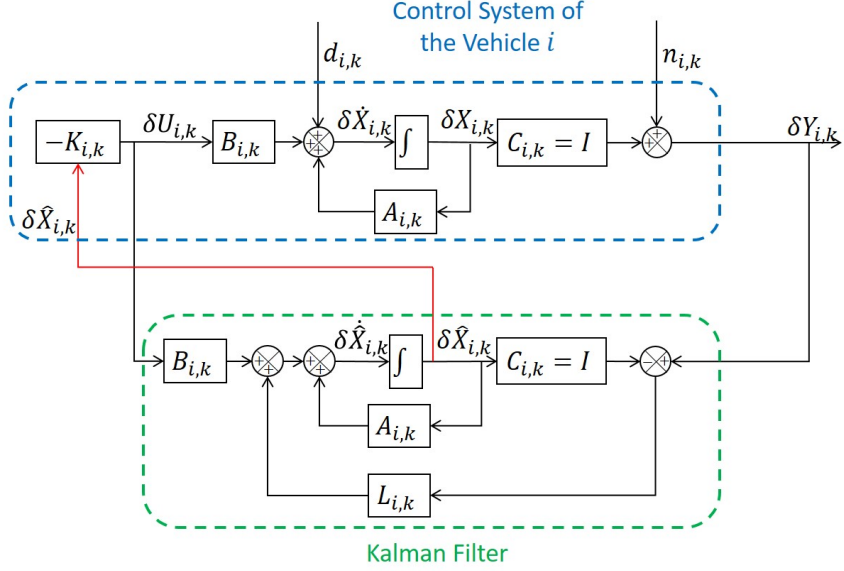 Control System of
the Vehicle i
d_{i,k}
n_{i,k}
−K_{i,k}
δU_{i,k}
B_{i,k}
+
+
+
δẊ_{i,k}
∫
δX_{i,k}
C_{i,k} = I
+
+
δY_{i,k}
A_{i,k}
δX̂_{i,k}
B_{i,k}
+
+
+
+
δẊ̂_{i,k}
∫
δX̂_{i,k}
C_{i,k} = I
−
+
A_{i,k}
L_{i,k}
Kalman Filter